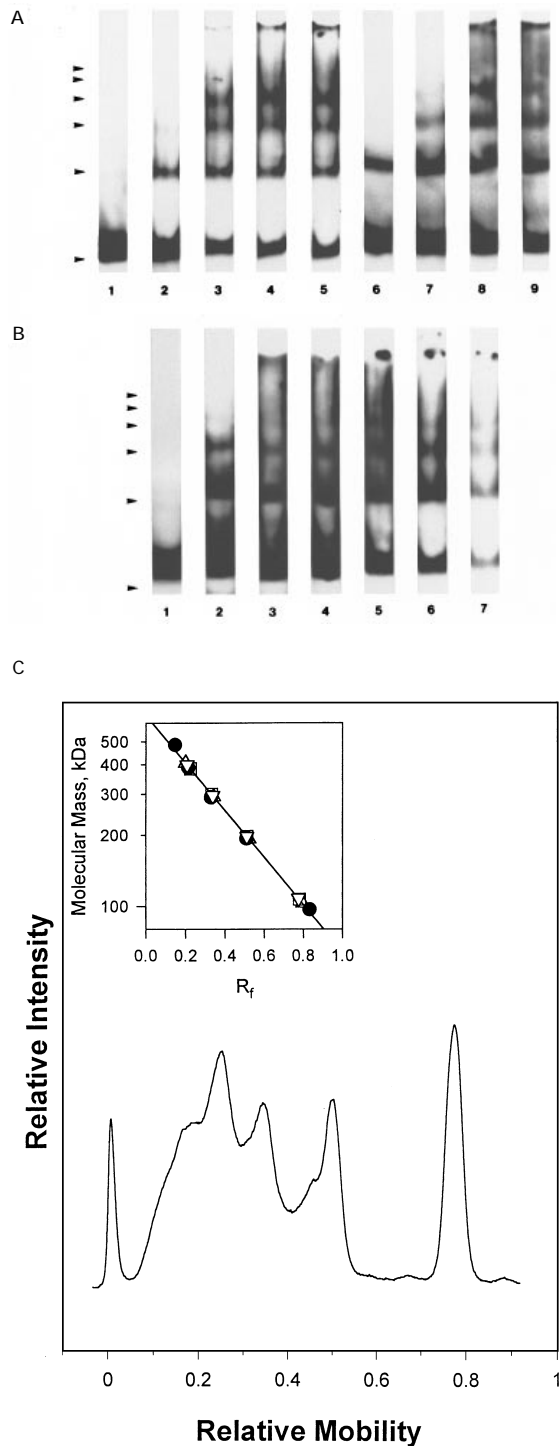 A
1 2 3 4 5 6 7 8 9
B
1 2 3 4 5 6 7
C
Molecular Mass, kDa
500
400
300
200
100
0.0 0.2 0.4 0.6 0.8 1.0
Rf
Relative Intensity
0 0.2 0.4 0.6 0.8 1
Relative Mobility